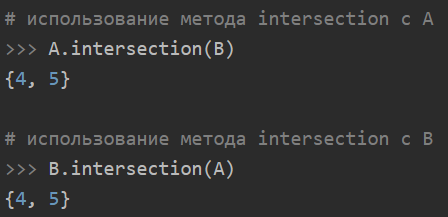 # использование метода intersection с A
>>> A.intersection(B)
{4, 5}
# использование метода intersection с B
>>> B.intersection(A)
{4, 5}